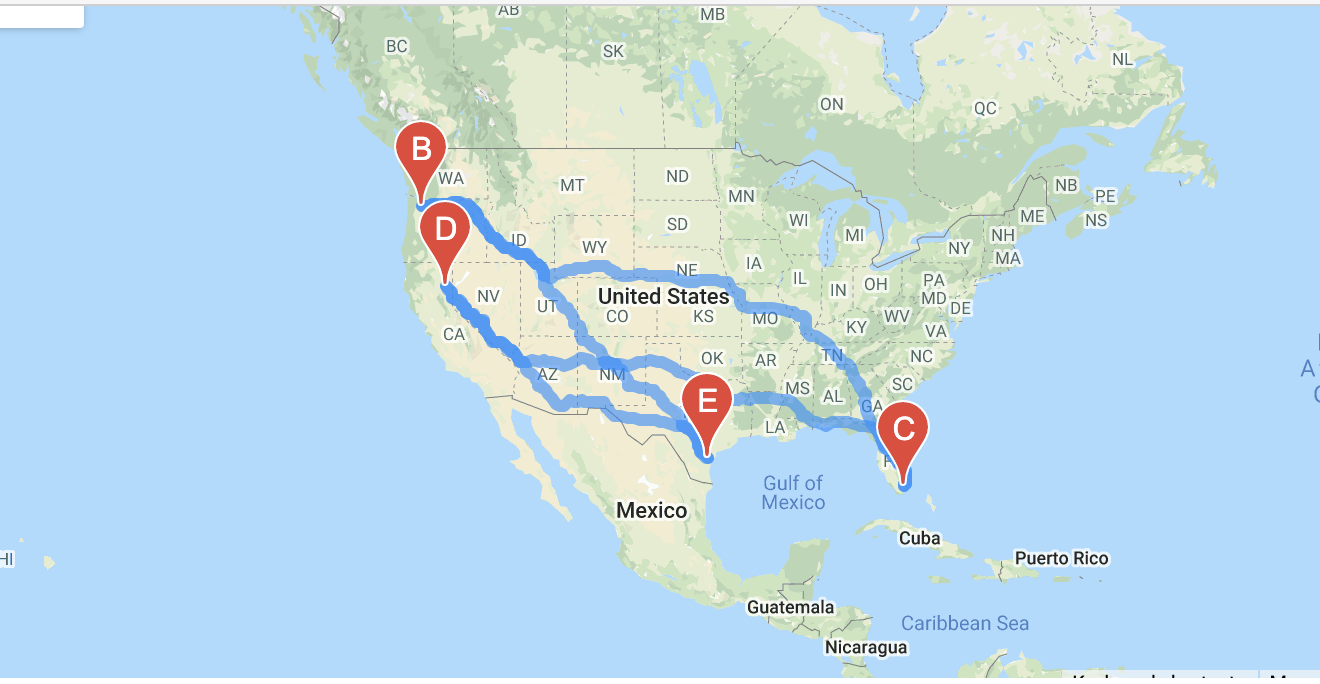 AB
MB
BC
SK
NL
ON
QC
B
WA
MT
ND
MN
NB
PE
ME
NS
D
ID
WY
SD
WI
MI
NY
NH
MA
NV
UT
NE
IA
IL
IN
OH
PA
MD
DE
United States
CO
KS
MO
WV
KY
VA
CA
AZ
NM
OK
AR
TN
NC
E
MS
AL
SC
GA
LA
C
Gulf of
Mexico
Mexico
Cuba
HI
Puerto Rico
Guatemala
Caribbean Sea
Nicaragua